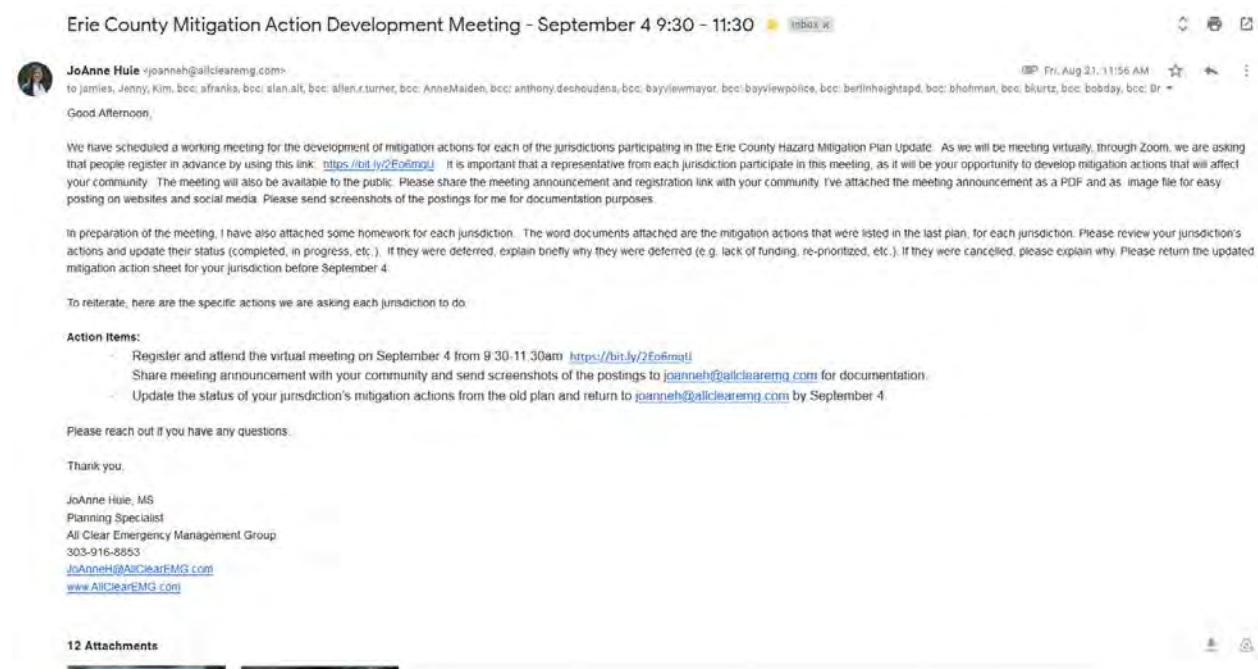 Erie County Mitigation Action Development Meeting - September 4 9:30 - 11:30 Inbox x
JoAnne Huie <joanneh@allclearemg.com> Fri, Aug 21, 11:56 AM
to jamies, Jenny, Kim, bcc: afranks, bcc: alan.alt, bcc: allen.r.turner, bcc: AnneMaiden, bcc: anthony.deshoudens, bcc: bayviewmayor, bcc: bayviewpolice, bcc: berlinheightspd, bcc: bhofman, bcc: bkurtz, bcc: bobday, bcc: Br
Good Afternoon,
We have scheduled a working meeting for the development of mitigation actions for each of the jurisdictions participating in the Erie County Hazard Mitigation Plan Update. As we will be meeting virtually, through Zoom, we are asking
that people register in advance by using this link: https://bit.ly/2Eo6mqU It is important that a representative from each jurisdiction participate in this meeting, as it will be your opportunity to develop mitigation actions that will affect
your community. The meeting will also be available to the public. Please share the meeting announcement and registration link with your community. I've attached the meeting announcement as a PDF and as image file for easy
posting on websites and social media. Please send screenshots of the postings for me for documentation purposes.
In preparation of the meeting, I have also attached some homework for each jurisdiction. The word documents attached are the mitigation actions that were listed in the last plan, for each jurisdiction. Please review your jurisdiction's
actions and update their status (completed, in progress, etc.). If they were deferred, explain briefly why they were deferred (e.g. lack of funding, re-prioritized, etc.). If they were cancelled, please explain why. Please return the updated
mitigation action sheet for your jurisdiction before September 4.
To reiterate, here are the specific actions we are asking each jurisdiction to do.
Action Items:
· Register and attend the virtual meeting on September 4 from 9:30-11:30am https://bit.ly/2Eo6mqU
Share meeting announcement with your community and send screenshots of the postings to joanneh@allclearemg.com for documentation.
· Update the status of your jurisdiction's mitigation actions from the old plan and return to joanneh@allclearemg.com by September 4
Please reach out if you have any questions.
Thank you,
JoAnne Huie, MS
Planning Specialist
All Clear Emergency Management Group
303-916-8853
JoAnneH@AllClearEMG.com
www.AllClearEMG.com
12 Attachments